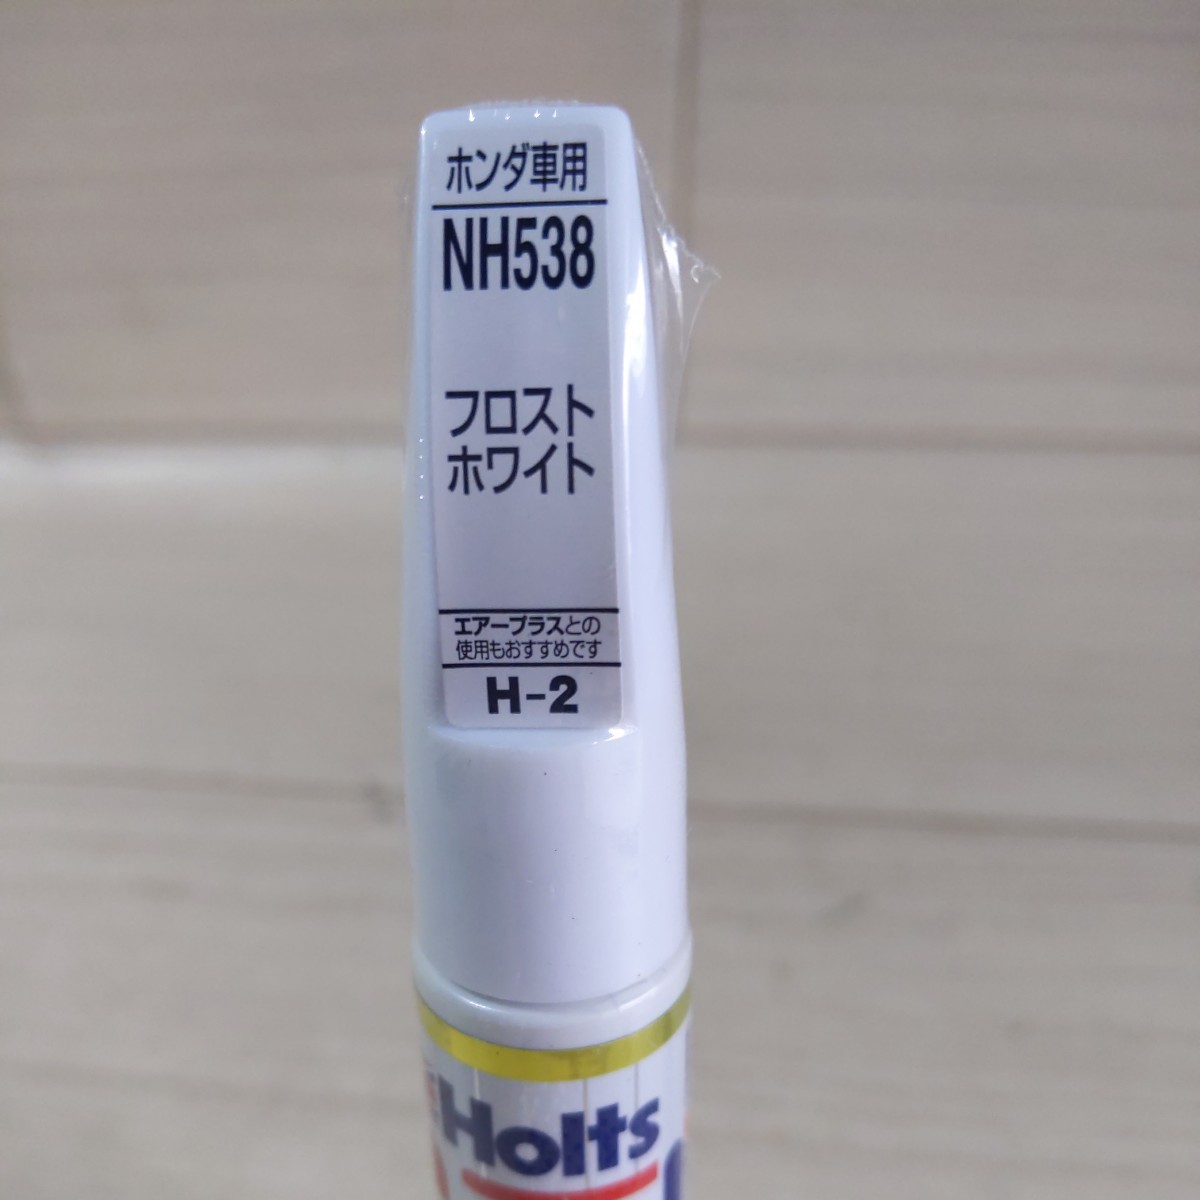 ホンダ車用
NH538
フロスト
ホワイト
エアープラスとの
使用もおすすめです
H-2
Holts